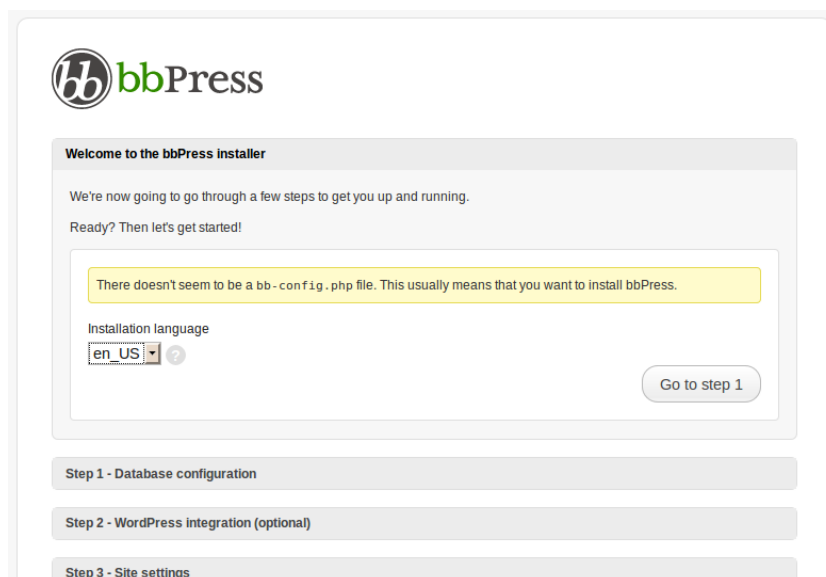 bb bbPress
Welcome to the bbPress installer
We're now going to go through a few steps to get you up and running.
Ready? Then let's get started!
There doesn't seem to be a bb-config.php file. This usually means that you want to install bbPress.
Installation language
en_US ?
Go to step 1
Step 1 - Database configuration
Step 2 - WordPress integration (optional)
Step 3 - Site settings